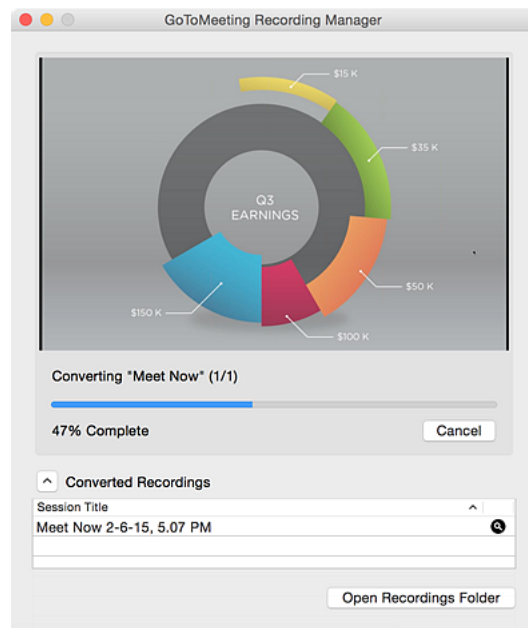 GoToMeeting Recording Manager
$15 K
$35 K
Q3
EARNINGS
$50 K
$150 K
$100 K
Converting "Meet Now" (1/1)
47% Complete
Cancel
Converted Recordings
Session Title
Meet Now 2-6-15, 5.07 PM
Open Recordings Folder